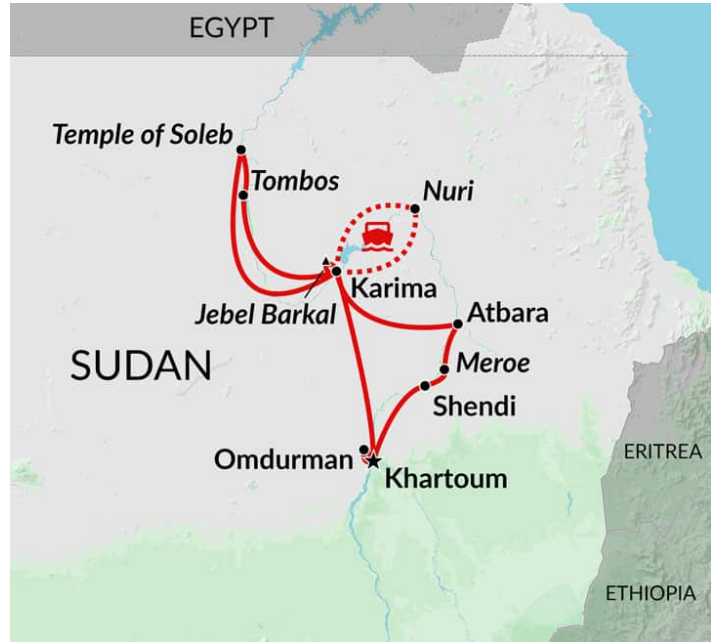 EGYPT
Temple of Soleb
Tombos
Nuri
Karima
Jebel Barkal
Atbara
SUDAN
Meroe
Shendi
Omdurman
Khartoum
ERITREA
ETHIOPIA